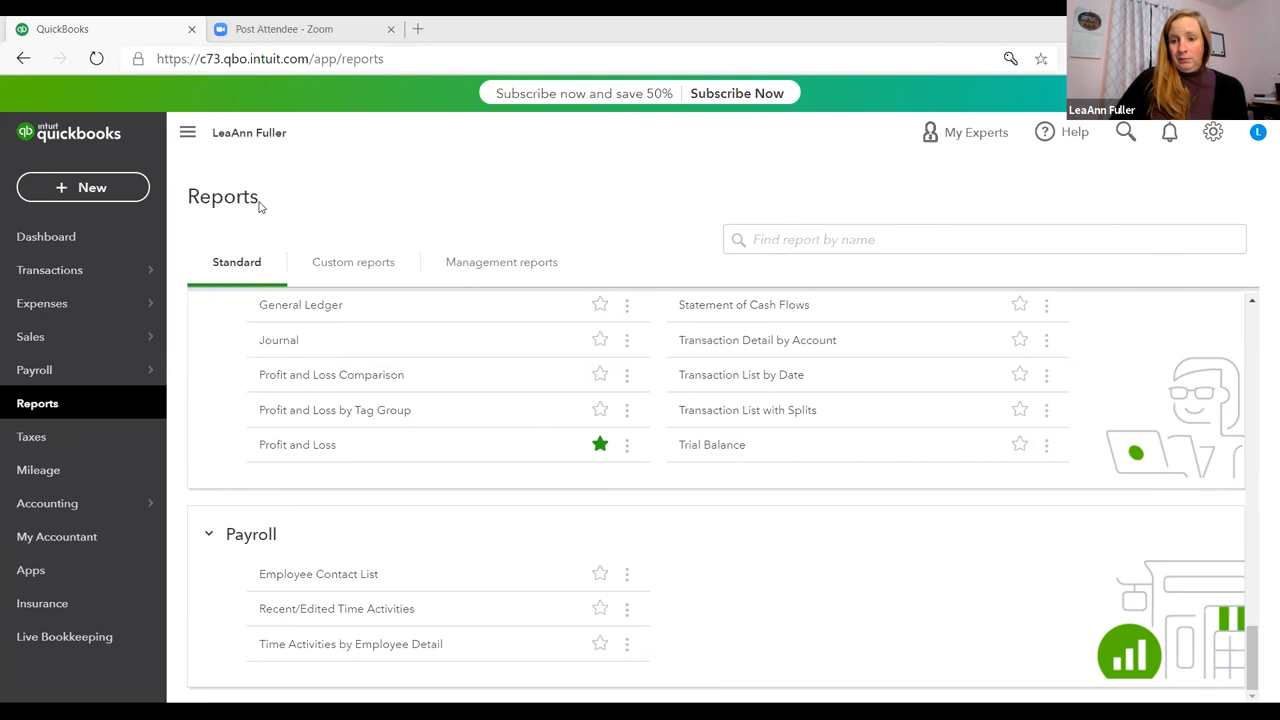 QuickBooks
Post Attendee - Zoom
https://c73.qbo.intuit.com/app/reports
Subscribe now and save 50% Subscribe Now
LeaAnn Fuller
qb intuit quickbooks
LeaAnn Fuller
My Experts
? Help
L
+ New
Dashboard
Transactions
Expenses
Sales
Payroll
Reports
Taxes
Mileage
Accounting
My Accountant
Apps
Insurance
Live Bookkeeping
Reports
Find report by name
Standard
Custom reports
Management reports
General Ledger
Journal
Profit and Loss Comparison
Profit and Loss by Tag Group
Profit and Loss
Statement of Cash Flows
Transaction Detail by Account
Transaction List by Date
Transaction List with Splits
Trial Balance
Payroll
Employee Contact List
Recent/Edited Time Activities
Time Activities by Employee Detail